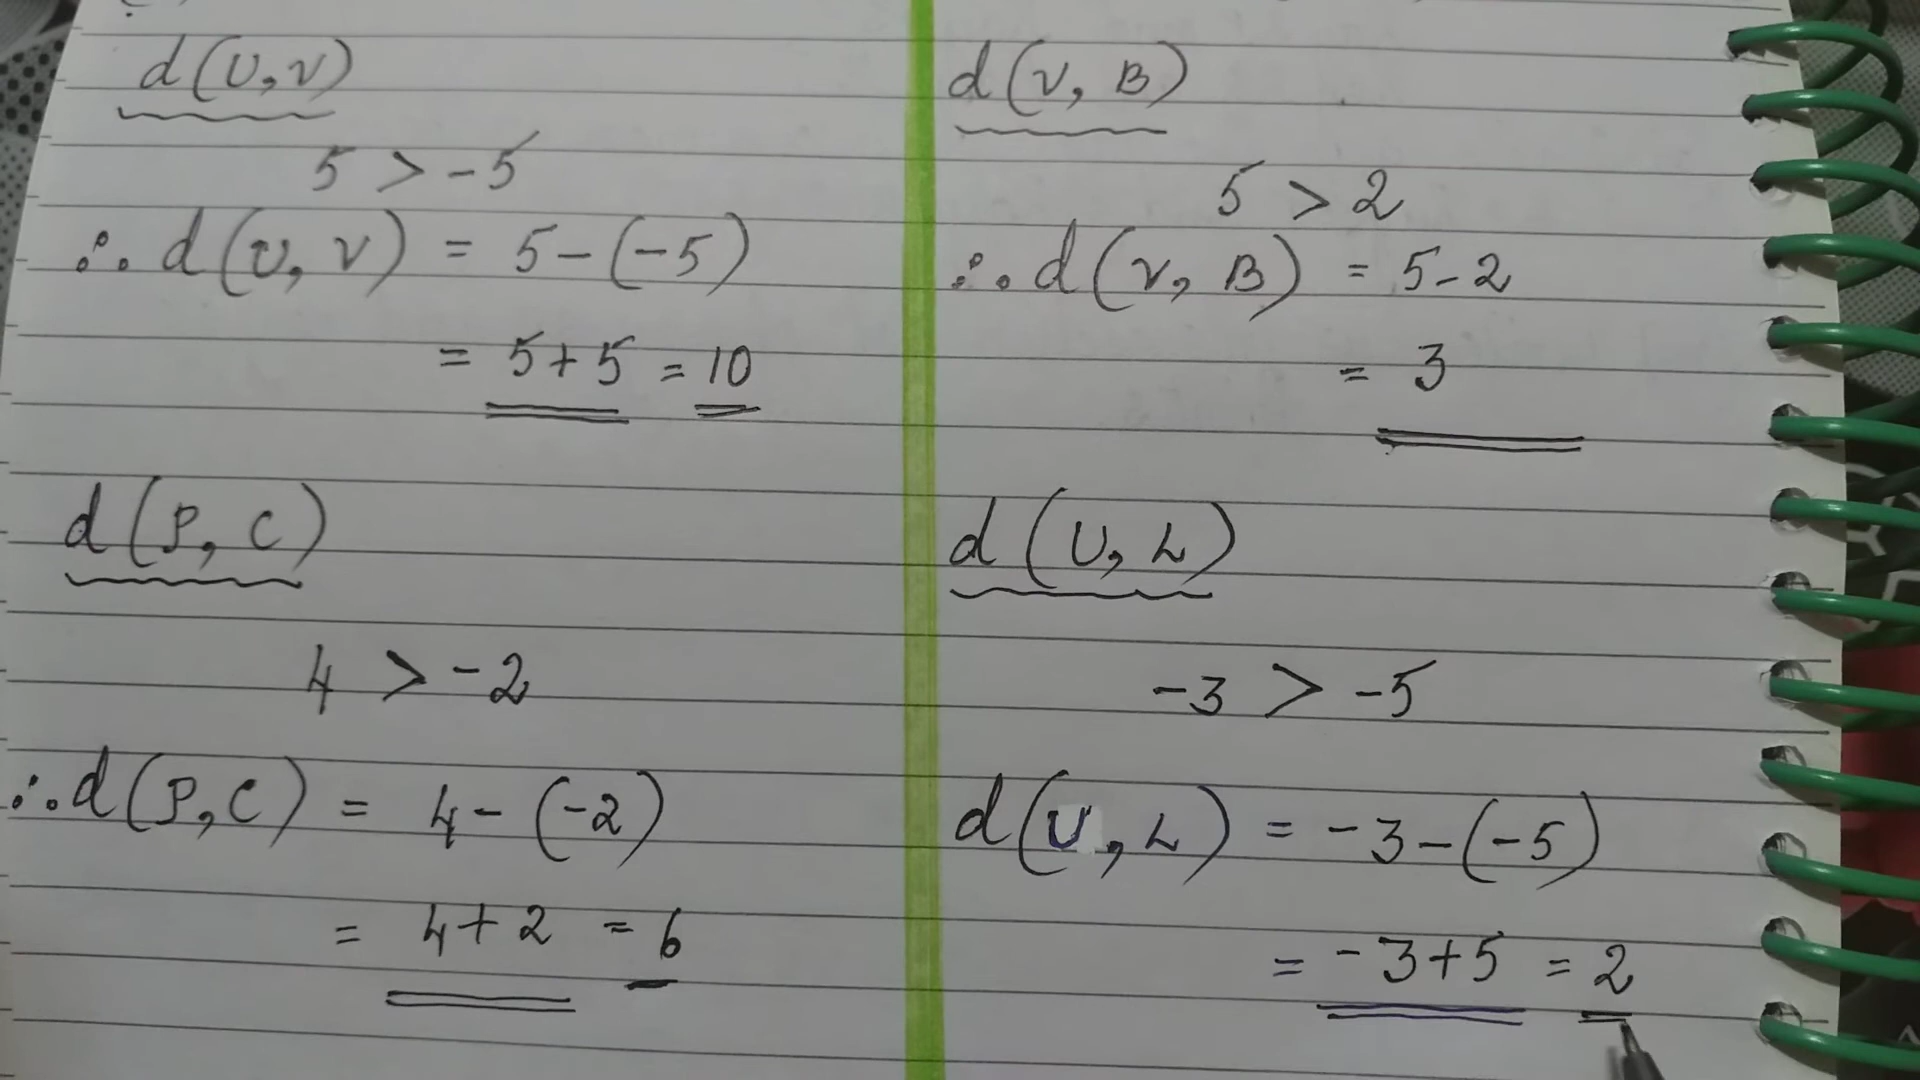 d(U,V)
5 > -5
∴ d(U, V) = 5-(-5)
= 5+5 = 10
d(P, C)
4 > -2
∴ d(P, C) = 4-(-2)
= 4+2 = 6
d(V, B)
5 > 2
∴ d(V, B) = 5-2
= 3
d(U, L)
-3 > -5
d(U, L) = -3-(-5)
= -3+5 = 2